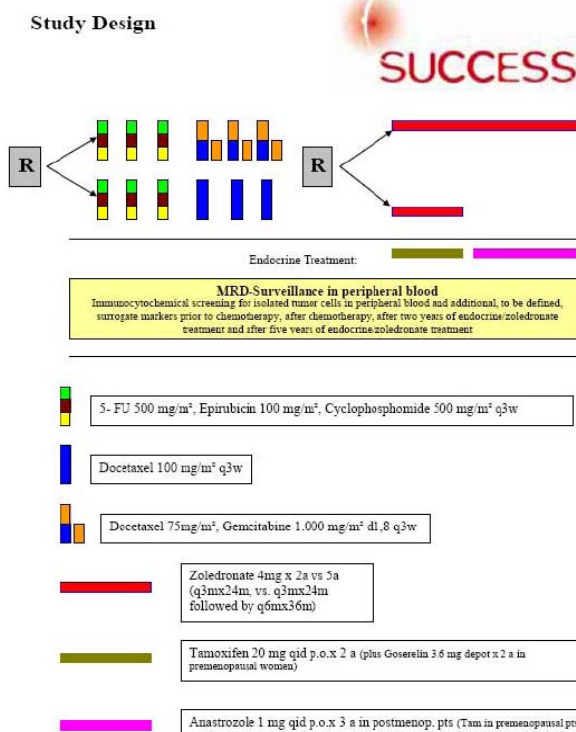 Study Design
SUCCESS
R
R
Endocrine Treatment:
MRD-Surveillance in peripheral blood
Immunocytochemical screening for isolated tumor cells in peripheral blood and additional, to be defined,
surrogate markers prior to chemotherapy, after chemotherapy, after two years of endocrine/zoledronate
treatment and after five years of endocrine/zoledronate treatment
5- FU 500 mg/m², Epirubicin 100 mg/m², Cyclophosphomide 500 mg/m² q3w
Docetaxel 100 mg/m² q3w
Docetaxel 75mg/m², Gemcitabine 1.000 mg/m² d1,8 q3w
Zoledronate 4mg x 2a vs 5a
(q3mx24m, vs. q3mx24m
followed by q6mx36m)
Tamoxifen 20 mg qid p.o.x 2 a (plus Goserelin 3.6 mg depot x 2 a in
premenopausal women)
Anastrozole 1 mg qid p.o.x 3 a in postmenop. pts (Tam in premenopausal pts